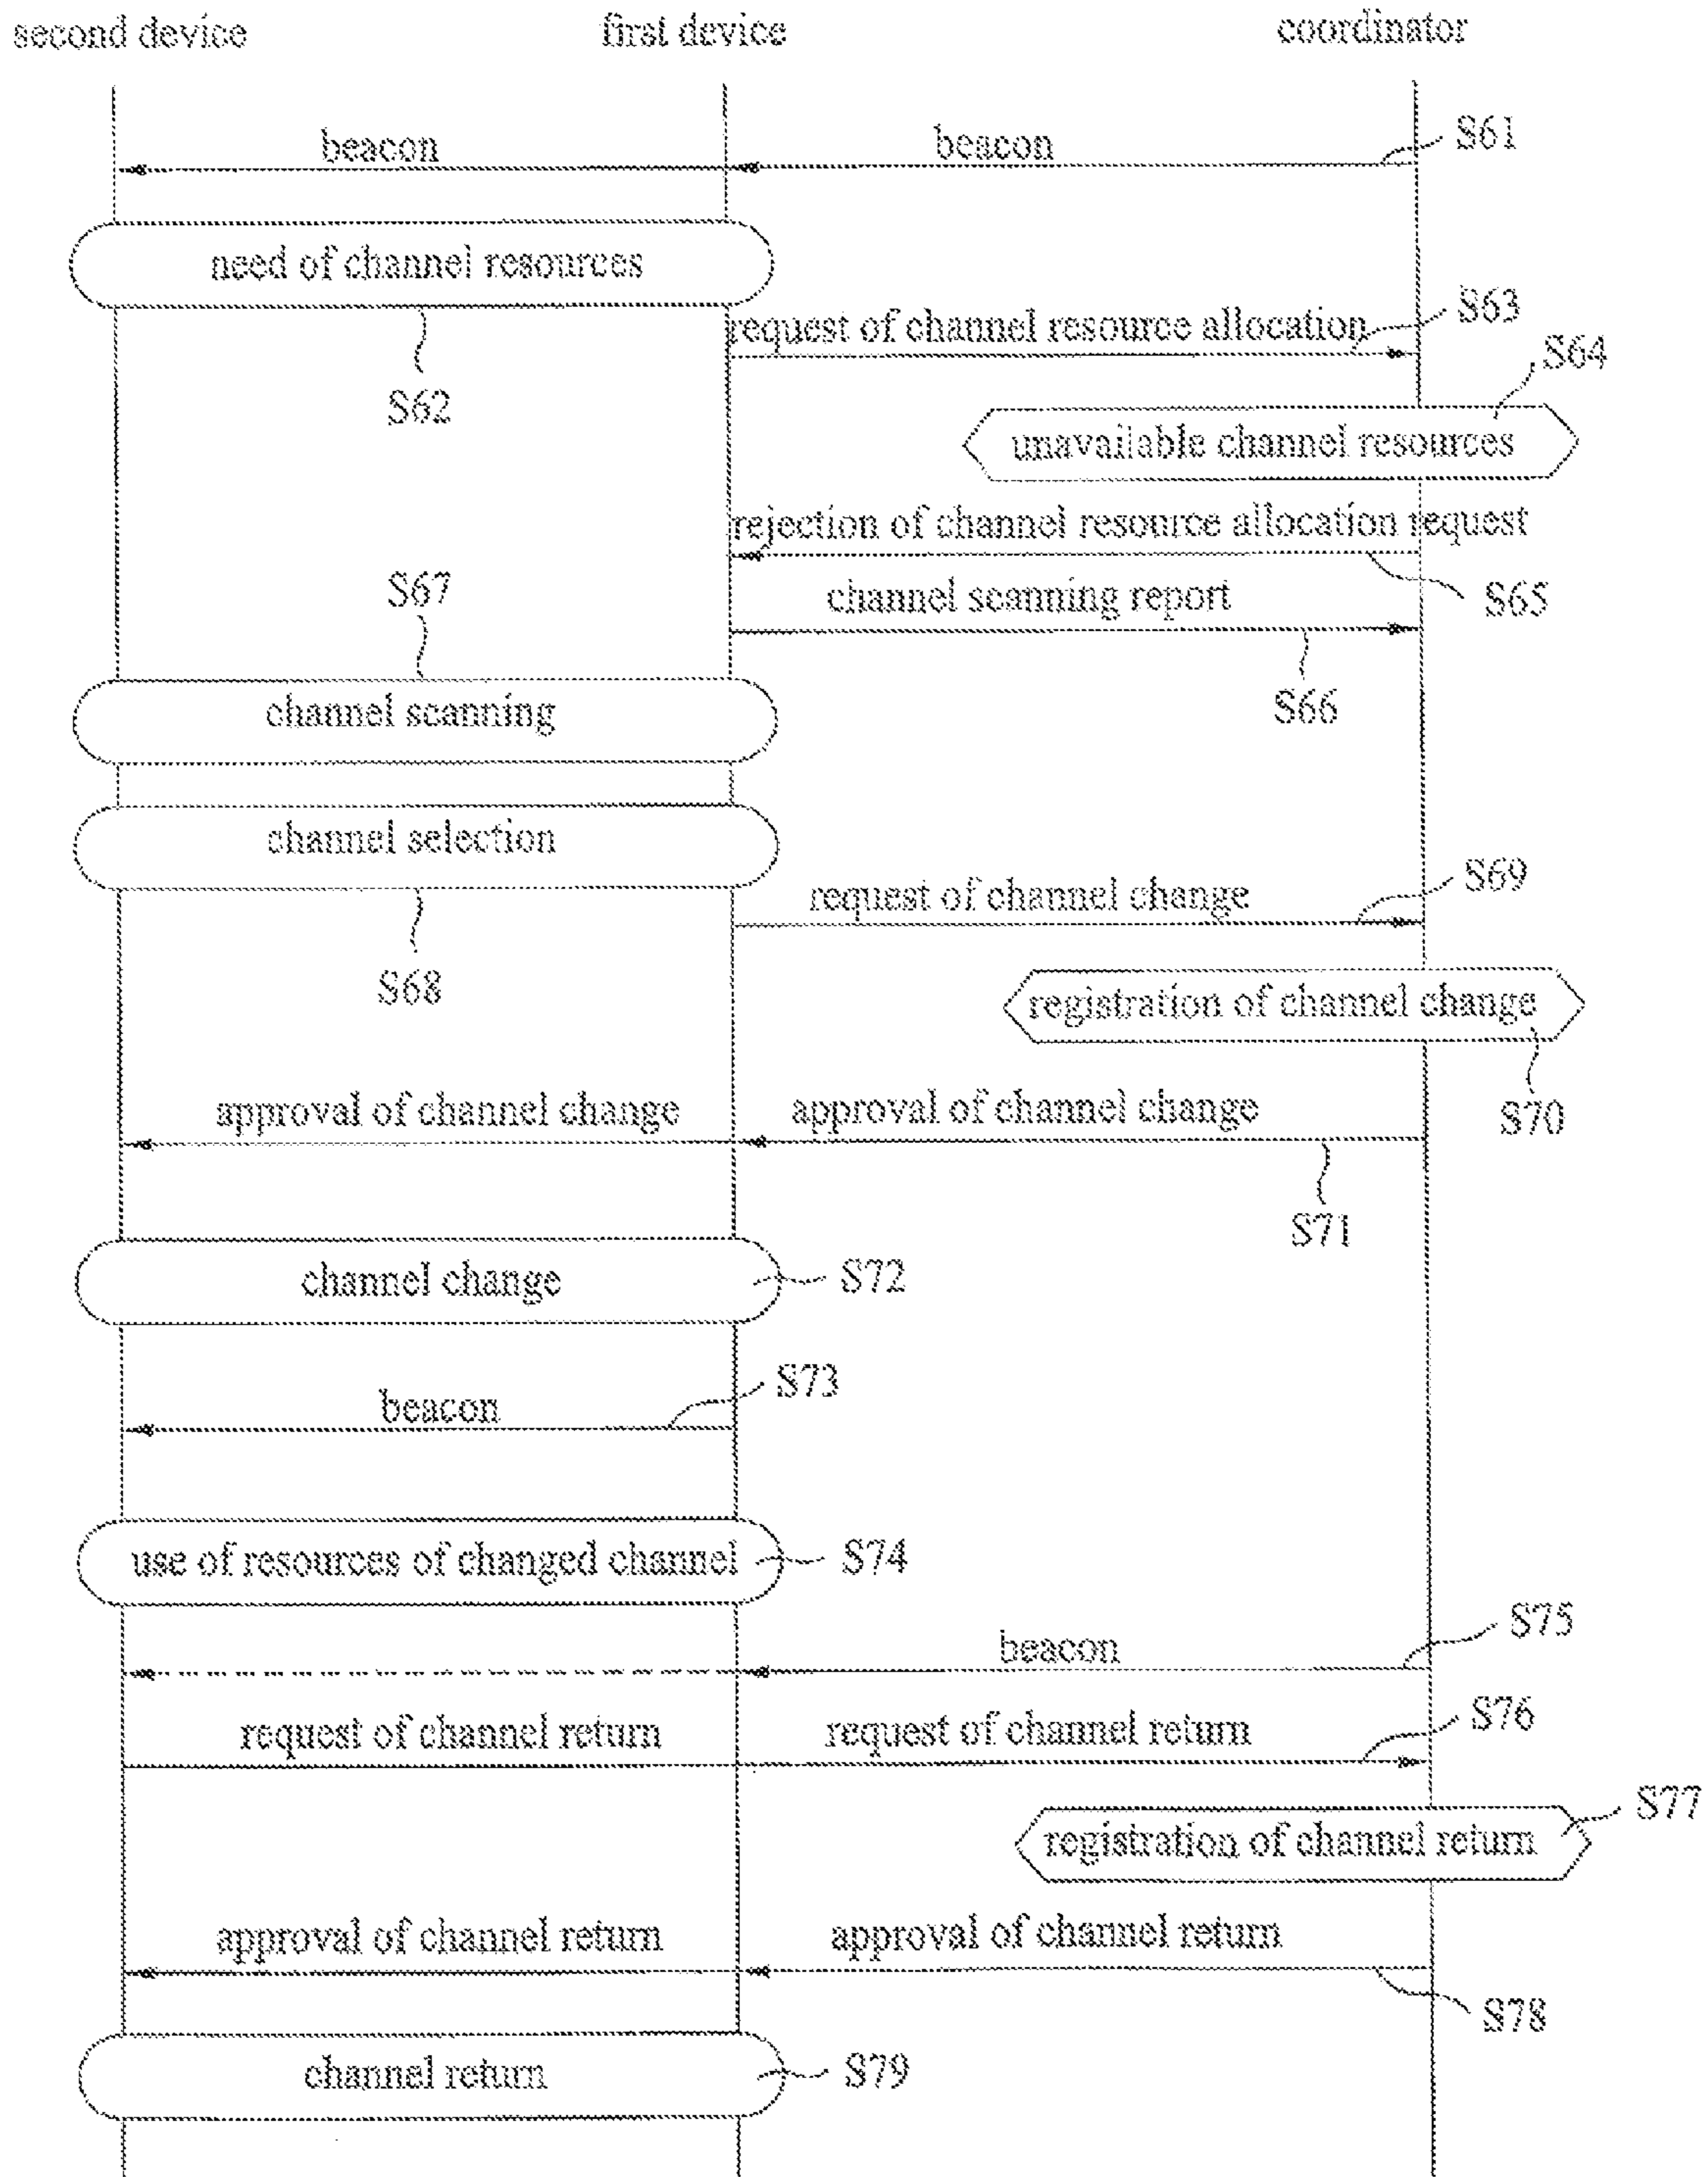 second device first device coordinator
beacon beacon S61
need of channel resources
S62
request of channel resource allocation S63
S64
unavailable channel resources
rejection of channel resource allocation request
S65
S67
channel scanning report
S66
channel scanning
channel selection
S68
request of channel change S69
registration of channel change
S70
approval of channel change approval of channel change
S71
channel change S72
beacon S73
use of resources of changed channel S74
beacon S75
request of channel return request of channel return S76
registration of channel return S77
approval of channel return approval of channel return
S78
channel return S79